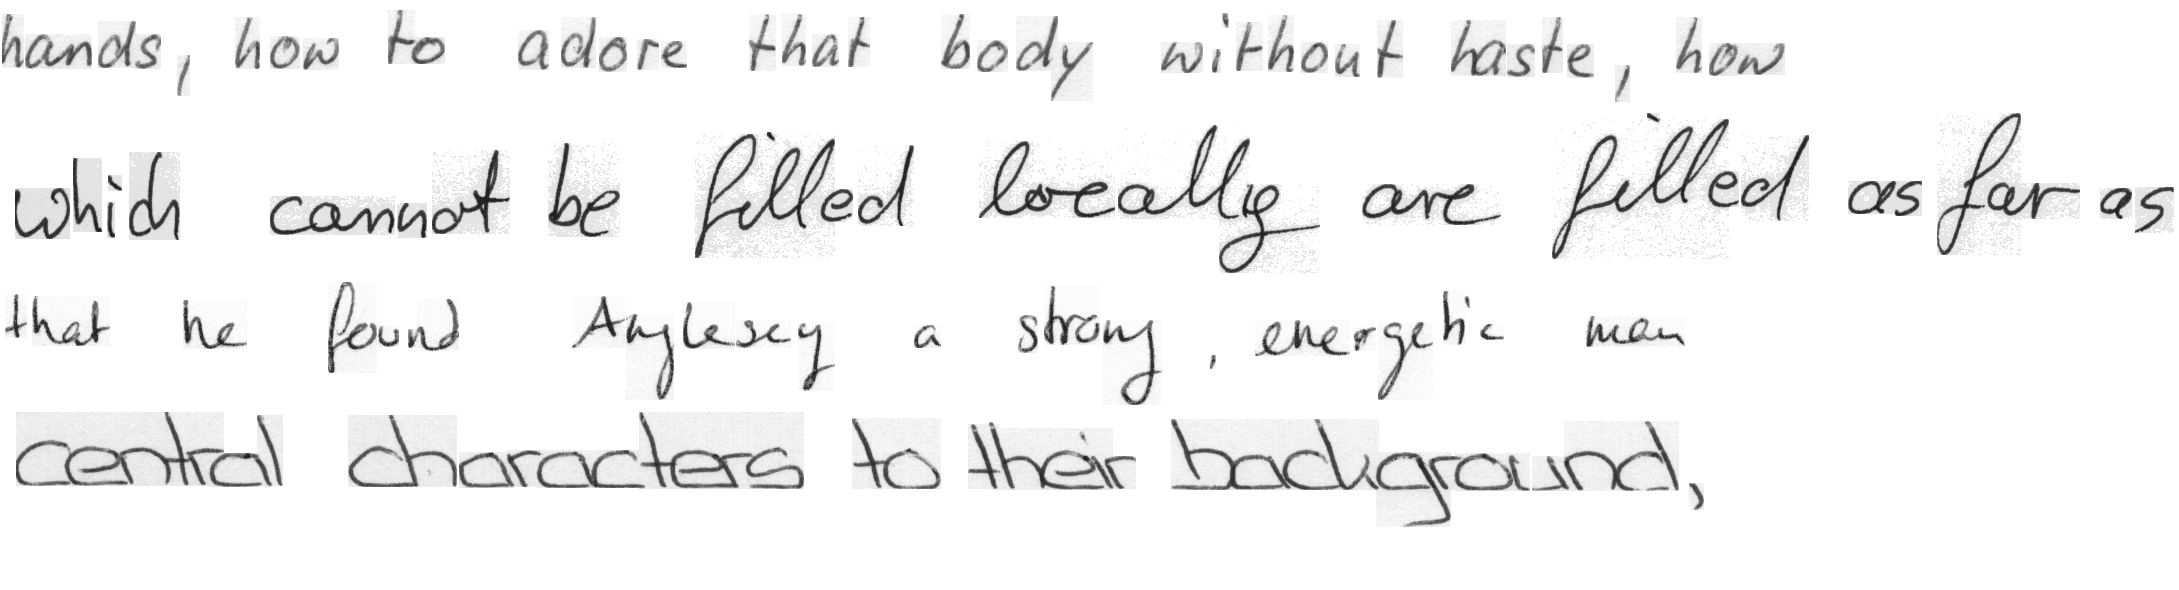 hands, how to adore that body without haste, how
which cannot be filled locally are filled as far as
that he found Anglesey a strong, energetic man
central characters to their background,